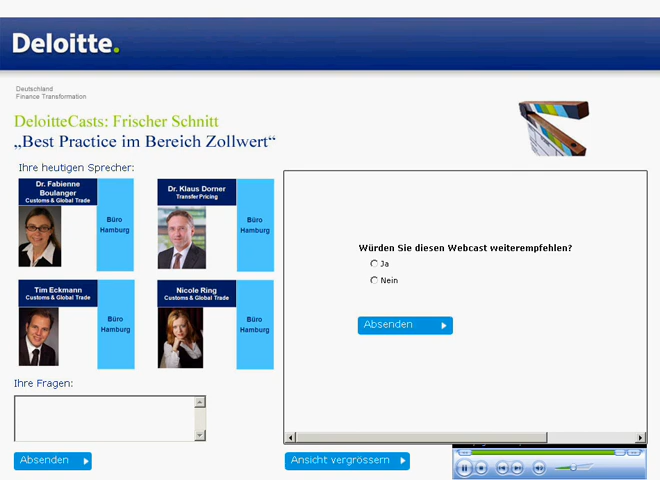 Deloitte.
Deutschland
Finance Transformation
DeloitteCasts: Frischer Schnitt
„Best Practice im Bereich Zollwert“
Ihre heutigen Sprecher:
Dr. Fabienne
Boulanger
Customs & Global Trade
Büro
Hamburg
Dr. Klaus Dorner
Transfer Pricing
Büro
Hamburg
Tim Eckmann
Customs & Global Trade
Büro
Hamburg
Nicole Ring
Customs & Global Trade
Büro
Hamburg
Ihre Fragen:
Absenden
Würden Sie diesen Webcast weiterempfehlen?
Ja
Nein
Absenden
Ansicht vergrössern